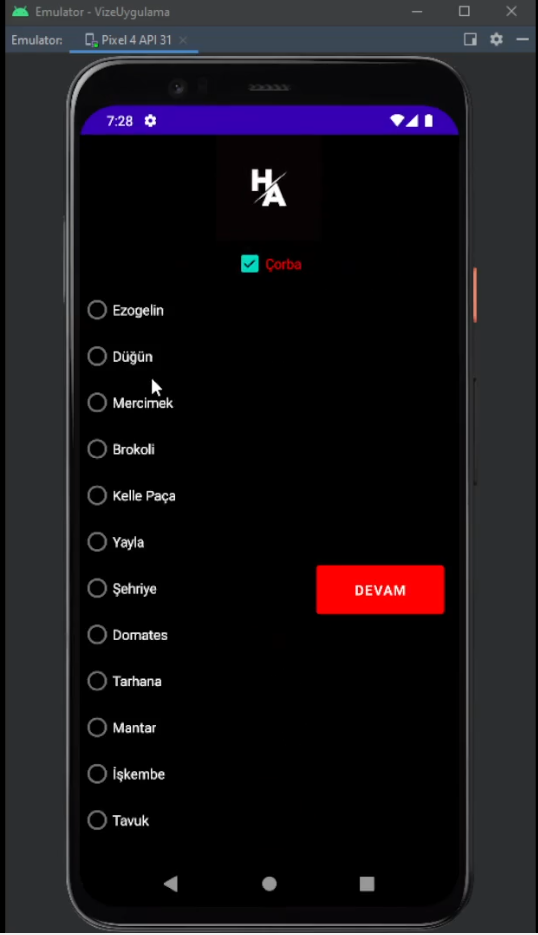 Emulator - VizeUygulama
Emulator: Pixel 4 API 31
7:28
HA
Çorba
Ezogelin
Düğün
Mercimek
Brokoli
Kelle Paça
Yayla
Şehriye
DEVAM
Domates
Tarhana
Mantar
İşkembe
Tavuk